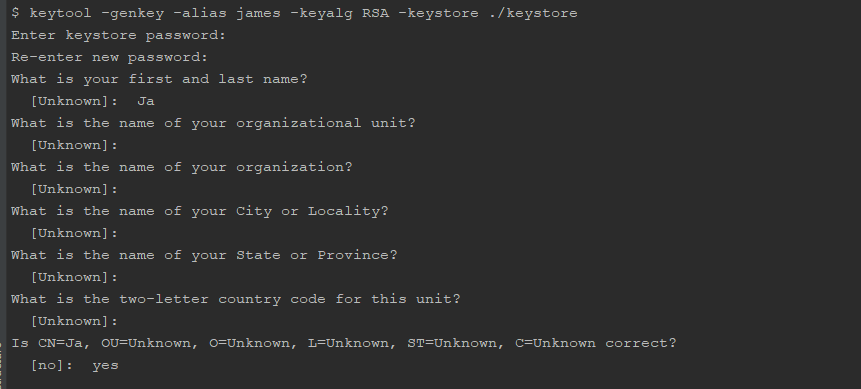 $ keytool -genkey -alias james -keyalg RSA -keystore ./keystore
Enter keystore password:
Re-enter new password:
What is your first and last name?
  [Unknown]:  Ja
What is the name of your organizational unit?
  [Unknown]:
What is the name of your organization?
  [Unknown]:
What is the name of your City or Locality?
  [Unknown]:
What is the name of your State or Province?
  [Unknown]:
What is the two-letter country code for this unit?
  [Unknown]:
Is CN=Ja, OU=Unknown, O=Unknown, L=Unknown, ST=Unknown, C=Unknown correct?
  [no]:  yes